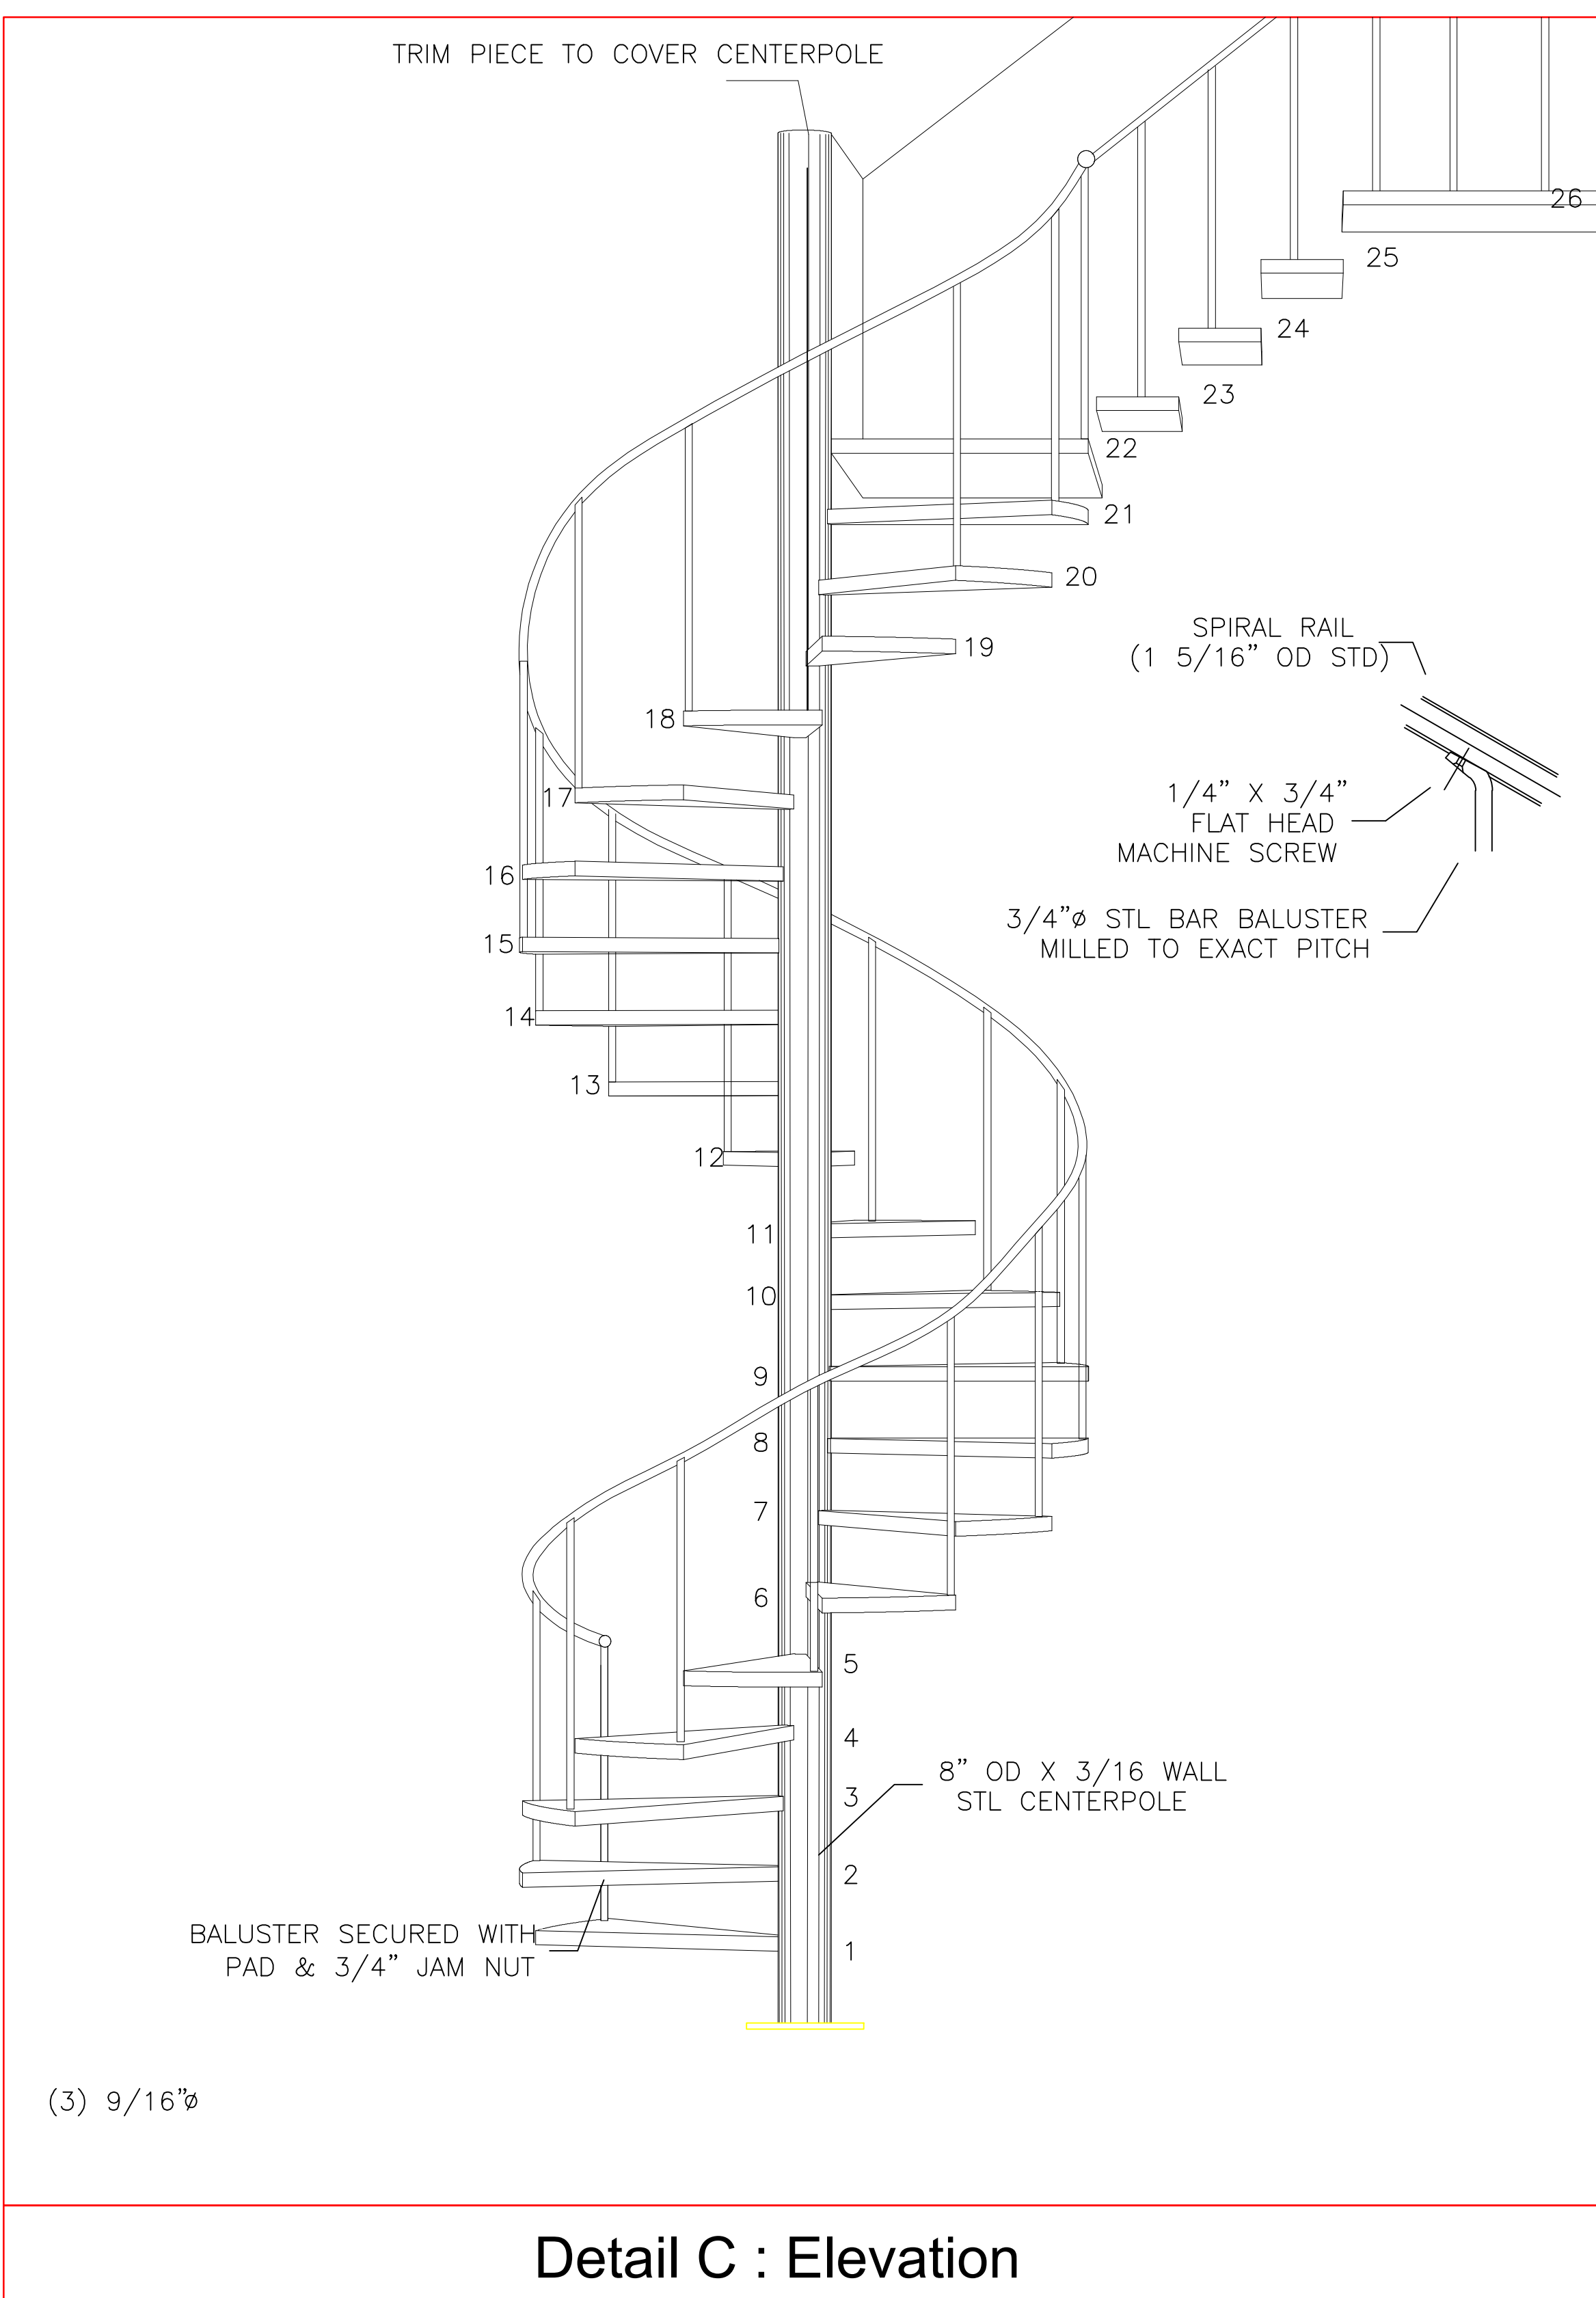 TRIM PIECE TO COVER CENTERPOLE
26
25
24
23
22
21
20
SPIRAL RAIL
(1 5/16" OD STD)
19
18
17
1/4" X 3/4"
FLAT HEAD
MACHINE SCREW
16
3/4"ø STL BAR BALUSTER
MILLED TO EXACT PITCH
15
14
13
12
11
10
9
8
7
6
5
4
8" OD X 3/16 WALL
STL CENTERPOLE
3
2
BALUSTER SECURED WITH
PAD & 3/4" JAM NUT
1
(3) 9/16"ø
Detail C : Elevation